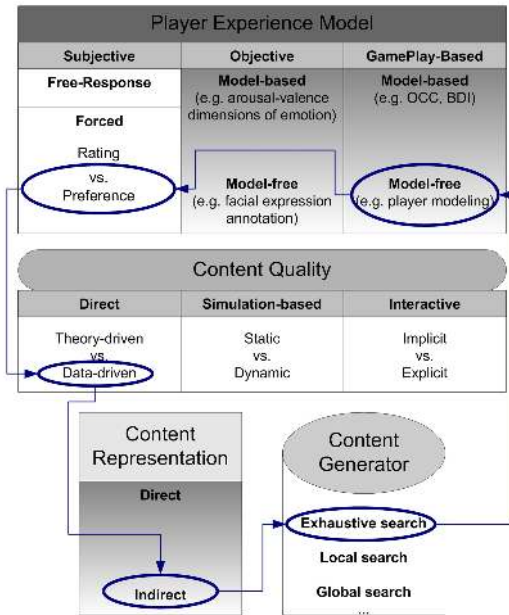 Player Experience Model
Subjective
Objective
GamePlay-Based
Free-Response
Forced
Rating
vs.
Preference
Model-based
(e.g. arousal-valence
dimensions of emotion)
Model-free
(e.g. facial expression
annotation)
Model-based
(e.g. OCC, BDI)
Model-free
(e.g. player modeling)
Content Quality
Direct
Simulation-based
Interactive
Theory-driven
vs.
Data-driven
Static
vs.
Dynamic
Implicit
vs.
Explicit
Content
Representation
Direct
Indirect
Content
Generator
Exhaustive search
Local search
Global search
...